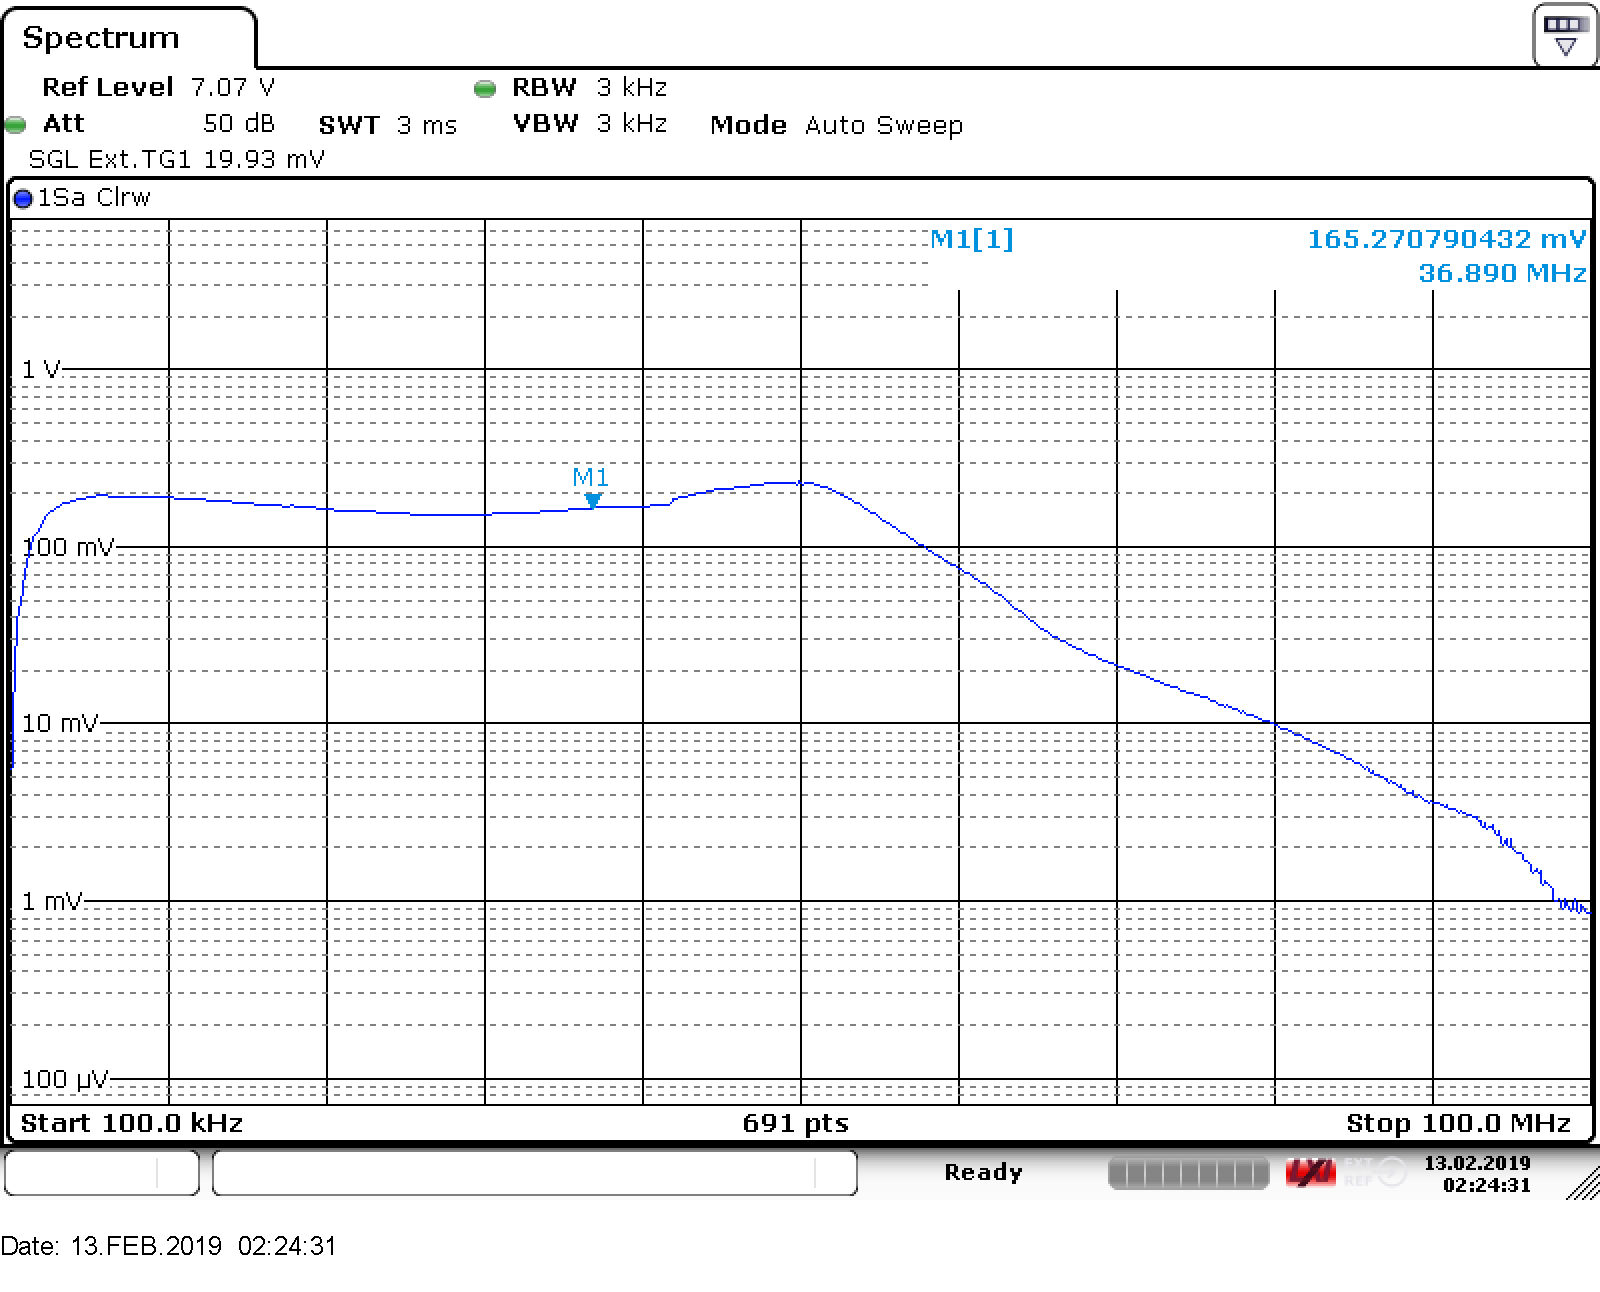 Spectrum
Ref Level 7.07 V RBW 3 kHz
Att 50 dB SWT 3 ms VBW 3 kHz Mode Auto Sweep
SGL Ext.TG1 19.93 mV
1Sa Clrw
M1[1] 165.270790432 mV
36.890 MHz
1 V
M1
100 mV
10 mV
1 mV
100 µV
Start 100.0 kHz 691 pts Stop 100.0 MHz
Ready LXI EXT REF 13.02.2019
02:24:31
Date: 13.FEB.2019 02:24:31